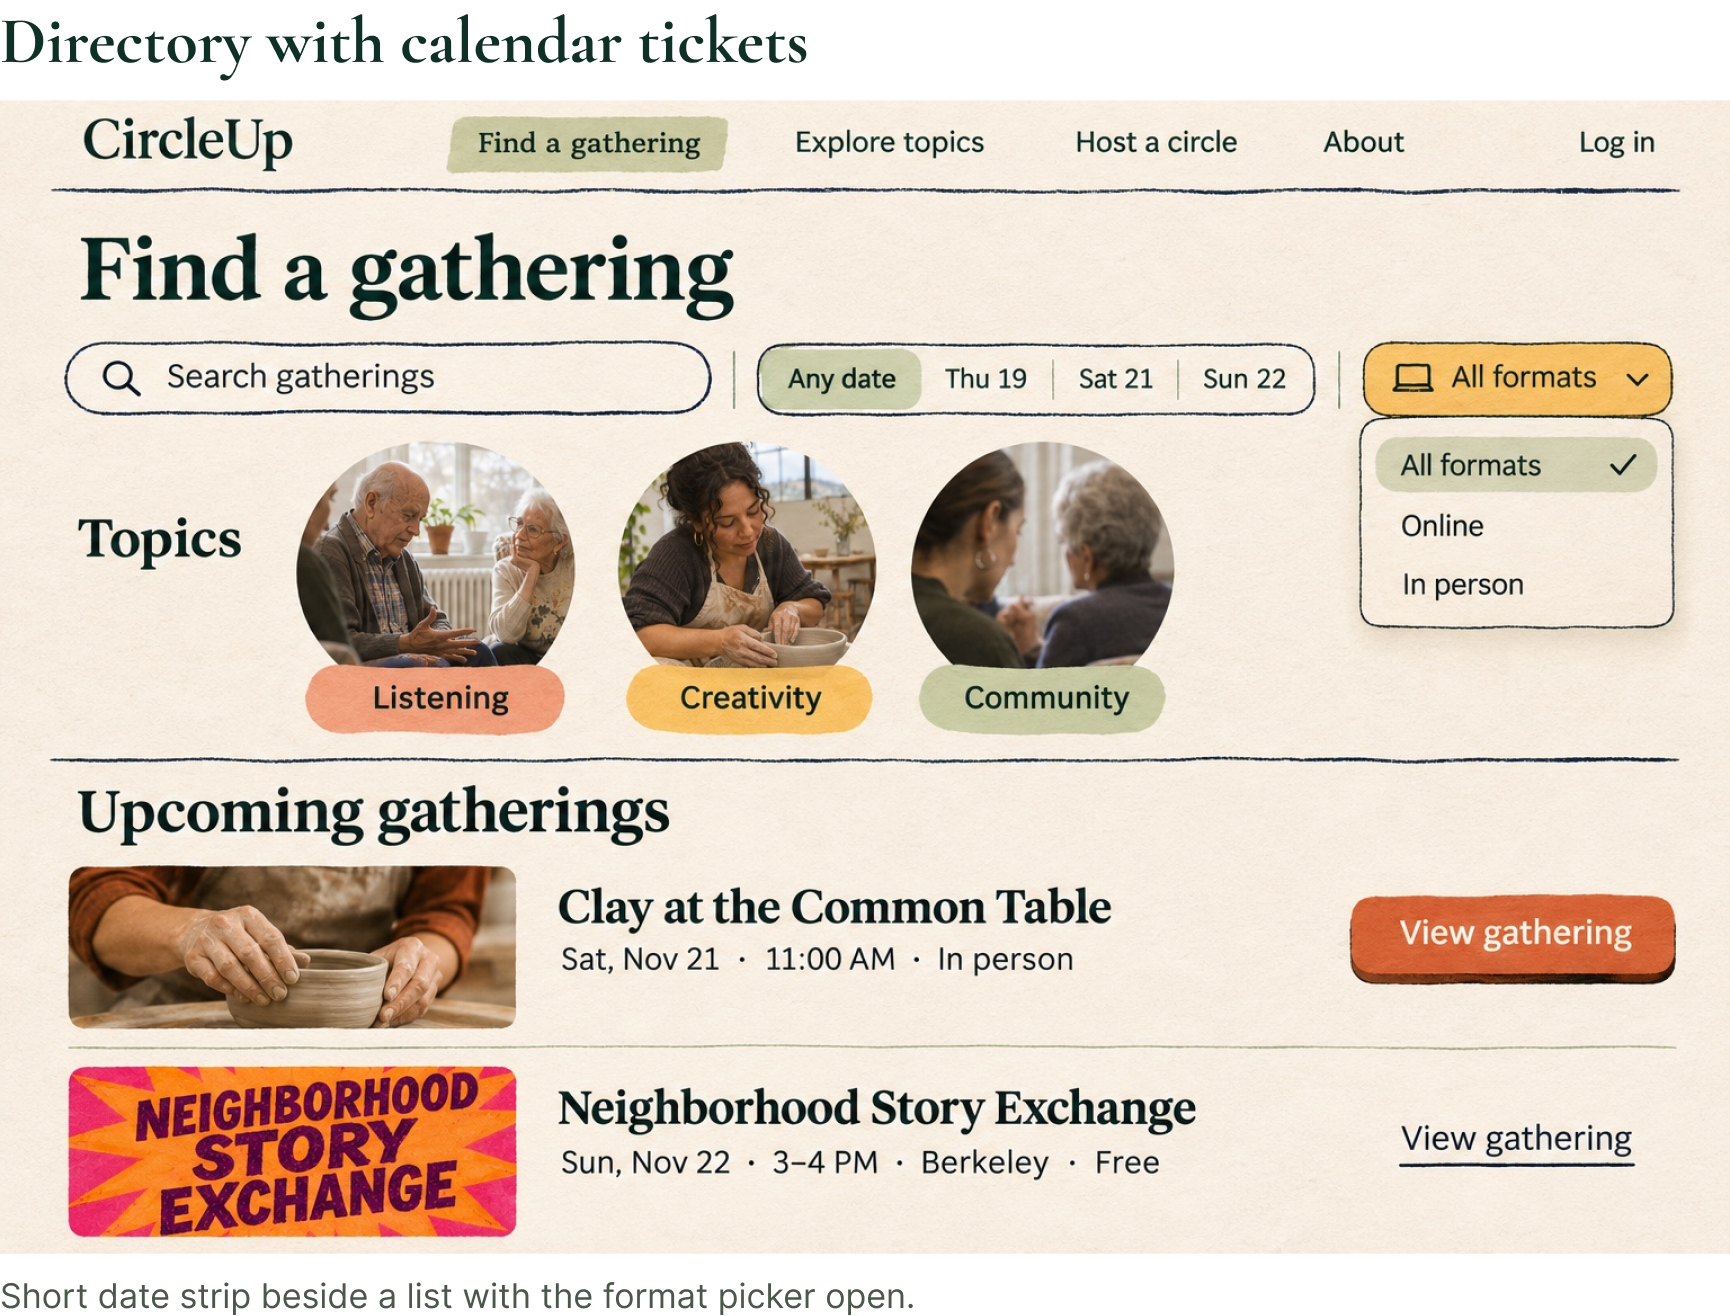 Directory with calendar tickets
CircleUp
Find a gathering
Explore topics
Host a circle
About
Log in
Find a gathering
Search gatherings
Any date
Thu 19
Sat 21
Sun 22
All formats
All formats
Online
In person
Topics
Listening
Creativity
Community
Upcoming gatherings
Clay at the Common Table
Sat, Nov 21 · 11:00 AM · In person
View gathering
NEIGHBORHOOD
STORY
EXCHANGE
Neighborhood Story Exchange
Sun, Nov 22 · 3–4 PM · Berkeley · Free
View gathering
Short date strip beside a list with the format picker open.